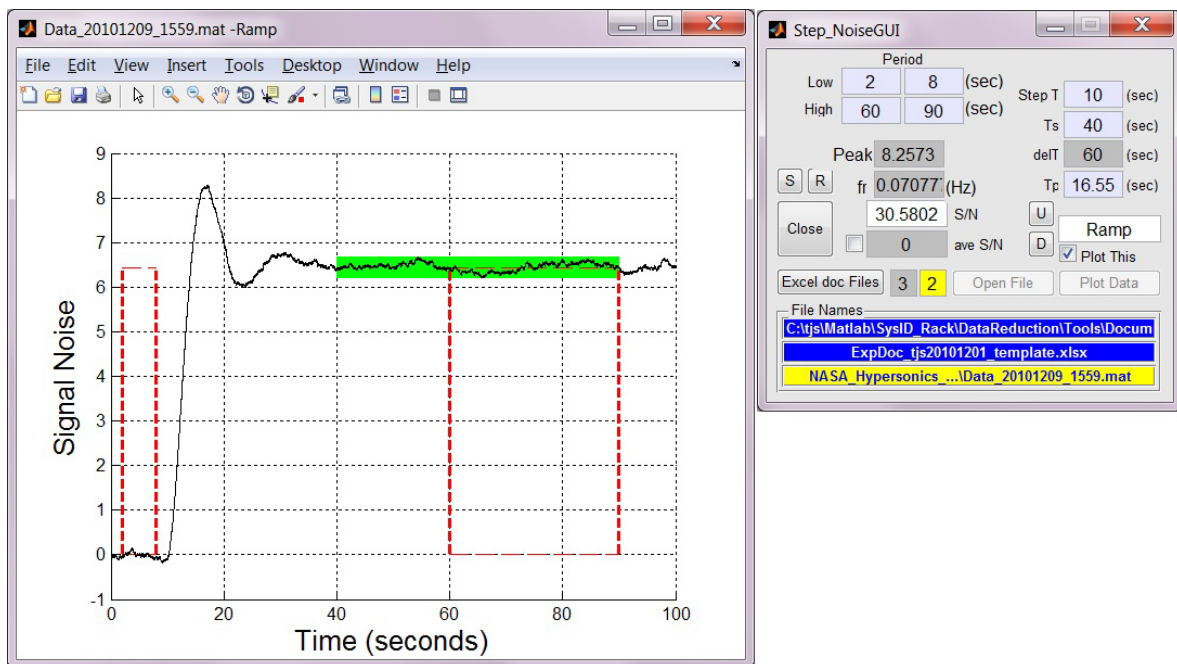 Data_20101209_1559.mat -Ramp
File Edit View Insert Tools Desktop Window Help
9
8
7
6
5
4
3
2
1
0
-1
Signal Noise
0 20 40 60 80 100
Time (seconds)
Step_NoiseGUI
Period
Low 2 8 (sec)
High 60 90 (sec)
Step T 10 (sec)
Ts 40 (sec)
Peak 8.2573
delT 60 (sec)
S R fr 0.07077 (Hz)
Tp 16.55 (sec)
Close 30.5802 S/N
U
Ramp
0 ave S/N
D
Plot This
Excel doc Files 3 2 Open File Plot Data
File Names
C:\tjs\Matlab\SysID_Rack\DataReduction\Tools\Docum
ExpDoc_tjs20101201_template.xlsx
NASA_Hypersonics_...\Data_20101209_1559.mat